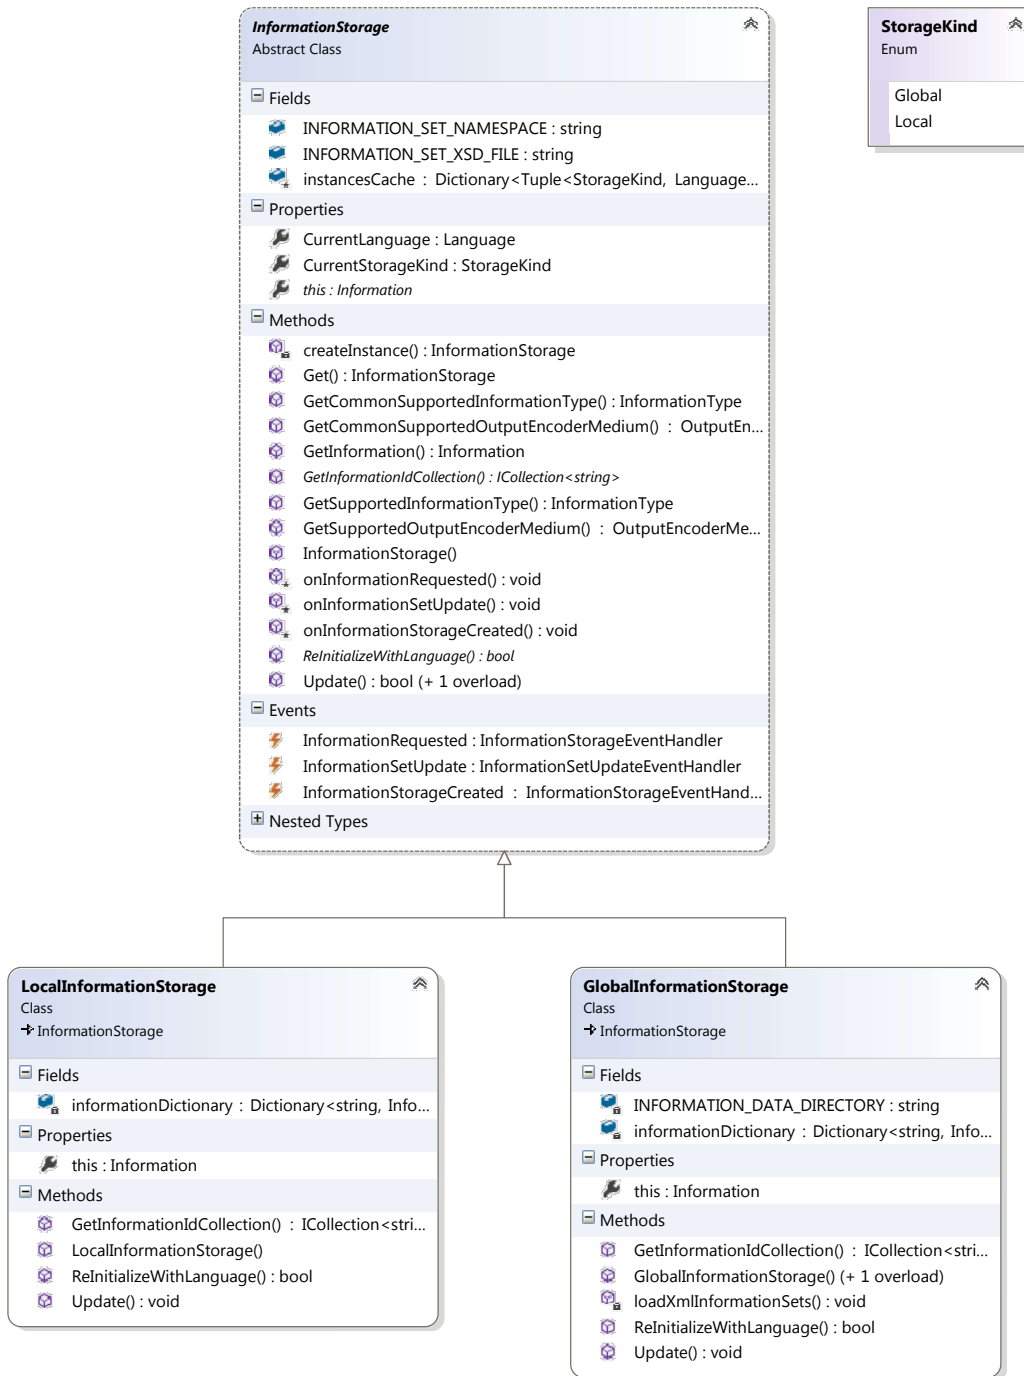 InformationStorage
Abstract Class
Fields
INFORMATION_SET_NAMESPACE : string
INFORMATION_SET_XSD_FILE : string
instancesCache : Dictionary<Tuple<StorageKind, Language...
Properties
CurrentLanguage : Language
CurrentStorageKind : StorageKind
this : Information
Methods
createInstance() : InformationStorage
Get() : InformationStorage
GetCommonSupportedInformationType() : InformationType
GetCommonSupportedOutputEncoderMedium() : OutputEn...
GetInformation() : Information
GetInformationIdCollection() : ICollection<string>
GetSupportedInformationType() : InformationType
GetSupportedOutputEncoderMedium() : OutputEncoderMe...
InformationStorage()
onInformationRequested() : void
onInformationSetUpdate() : void
onInformationStorageCreated() : void
ReInitializeWithLanguage() : bool
Update() : bool (+ 1 overload)
Events
InformationRequested : InformationStorageEventHandler
InformationSetUpdate : InformationSetUpdateEventHandler
InformationStorageCreated : InformationStorageEventHand...
Nested Types
StorageKind
Enum
Global
Local
LocalInformationStorage
Class
InformationStorage
Fields
informationDictionary : Dictionary<string, Info...
Properties
this : Information
Methods
GetInformationIdCollection() : ICollection<stri...
LocalInformationStorage()
ReInitializeWithLanguage() : bool
Update() : void
GlobalInformationStorage
Class
InformationStorage
Fields
INFORMATION_DATA_DIRECTORY : string
informationDictionary : Dictionary<string, Info...
Properties
this : Information
Methods
GetInformationIdCollection() : ICollection<stri...
GlobalInformationStorage() (+ 1 overload)
loadXmlInformationSets() : void
ReInitializeWithLanguage() : bool
Update() : void